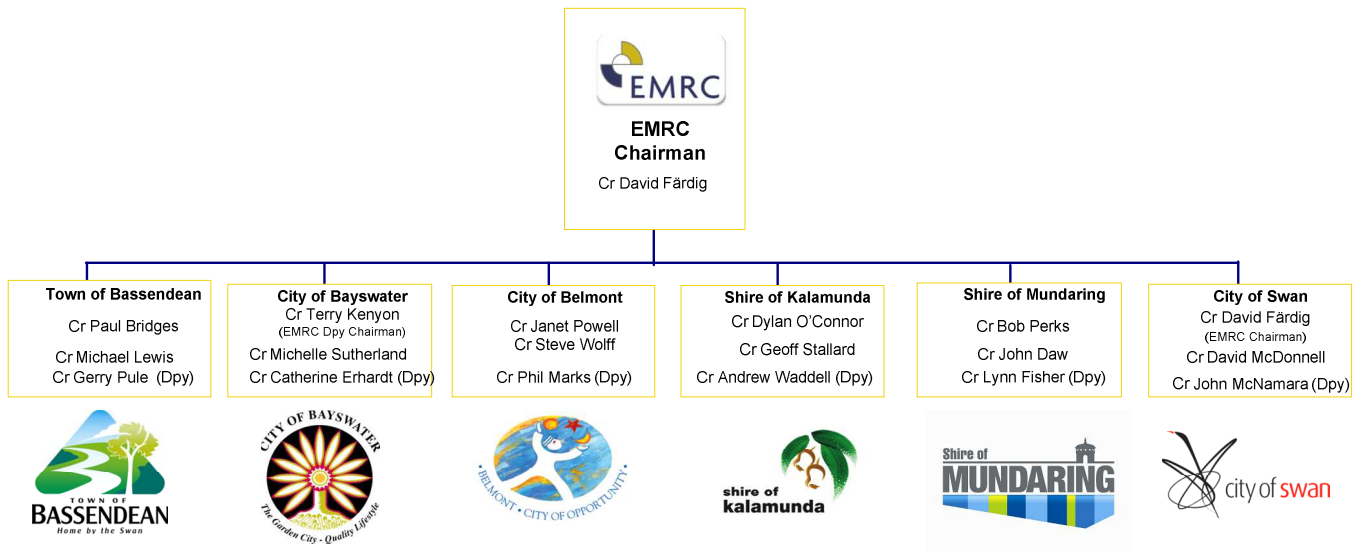 EMRC
EMRC
Chairman
Cr David Färdig
Town of Bassendean
Cr Paul Bridges
Cr Michael Lewis
Cr Gerry Pule (Dpy)
City of Bayswater
Cr Terry Kenyon
(EMRC Dpy Chairman)
Cr Michelle Sutherland
Cr Catherine Erhardt (Dpy)
City of Belmont
Cr Janet Powell
Cr Steve Wolff
Cr Phil Marks (Dpy)
Shire of Kalamunda
Cr Dylan O'Connor
Cr Geoff Stallard
Cr Andrew Waddell (Dpy)
Shire of Mundaring
Cr Bob Perks
Cr John Daw
Cr Lynn Fisher (Dpy)
City of Swan
Cr David Färdig
(EMRC Chairman)
Cr David McDonnell
Cr John McNamara (Dpy)
TOWN OF
BASSENDEAN
Home by the Swan
CITY OF BAYSWATER
The Garden City - Quality Lifestyle
• BELMONT • CITY OF OPPORTUNITY •
shire of
kalamunda
Shire of
MUNDARING
city of swan